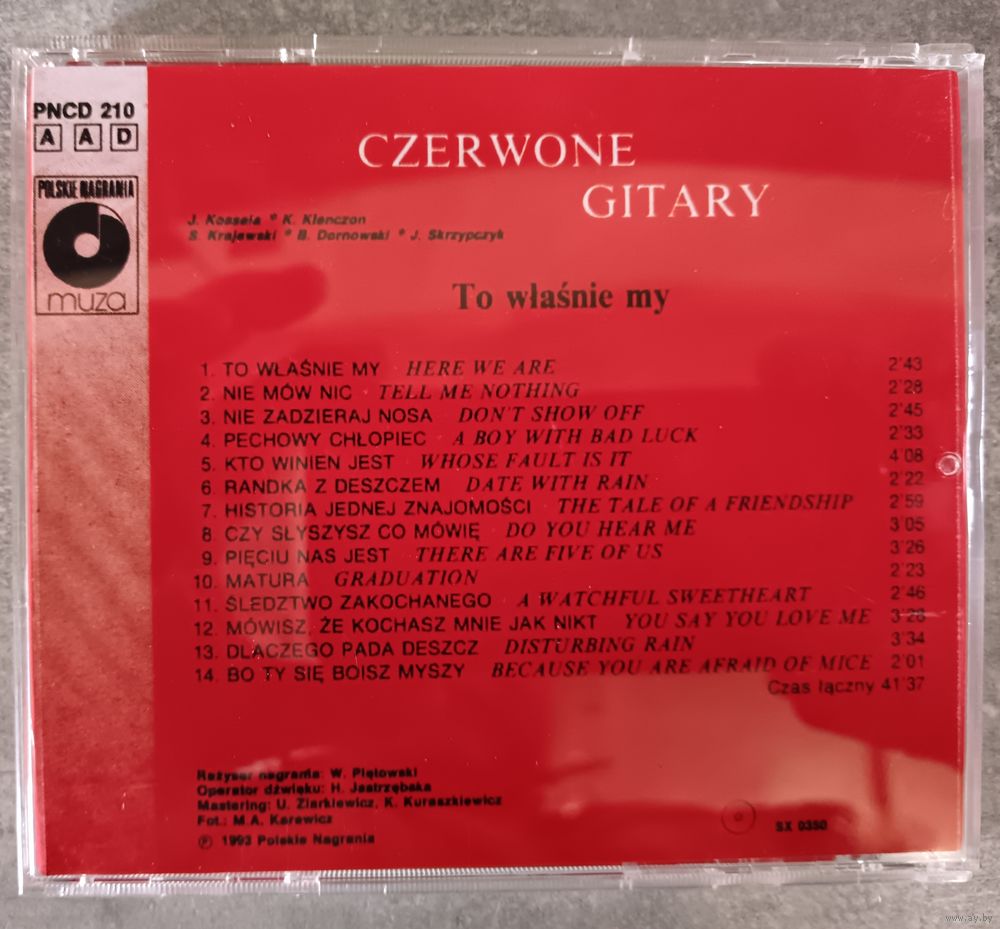 PNCD 210
A A D
POLSKIE NAGRANIA
muza
CZERWONE
GITARY
J. Kossela * K. Klenczon
S. Krajewski * B. Dornowski * J. Skrzypczyk
To właśnie my
1. TO WŁAŚNIE MY · HERE WE ARE 2'43
2. NIE MÓW NIC · TELL ME NOTHING 2'28
3. NIE ZADZIERAJ NOSA · DON'T SHOW OFF 2'45
4. PECHOWY CHŁOPIEC · A BOY WITH BAD LUCK 2'33
5. KTO WINIEN JEST · WHOSE FAULT IS IT 4'08
6. RANDKA Z DESZCZEM · DATE WITH RAIN 2'22
7. HISTORIA JEDNEJ ZNAJOMOŚCI · THE TALE OF A FRIENDSHIP 2'59
8. CZY SŁYSZYSZ CO MÓWIĘ · DO YOU HEAR ME 3'05
9. PIĘCIU NAS JEST · THERE ARE FIVE OF US 3'26
10. MATURA · GRADUATION 2'23
11. ŚLEDZTWO ZAKOCHANEGO · A WATCHFUL SWEETHEART 2'46
12. MÓWISZ, ŻE KOCHASZ MNIE JAK NIKT · YOU SAY YOU LOVE ME 3'28
13. DLACZEGO PADA DESZCZ · DISTURBING RAIN 3'34
14. BO TY SIĘ BOISZ MYSZY · BECAUSE YOU ARE AFRAID OF MICE 2'01
Czas łączny 41'37
Reżyser nagrania: W. Piętowski
Operator dźwięku: H. Jastrzębska
Mastering: U. Ziarkiewicz, K. Kuraszkiewicz
Fot.: M.A. Karewicz
℗ 1993 Polskie Nagrania
SX 0350
www.ay.by